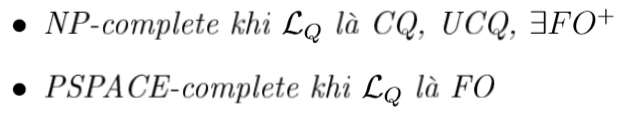 • NP-complete khi ℒ_Q là CQ, UCQ, ∃FO⁺
• PSPACE-complete khi ℒ_Q là FO